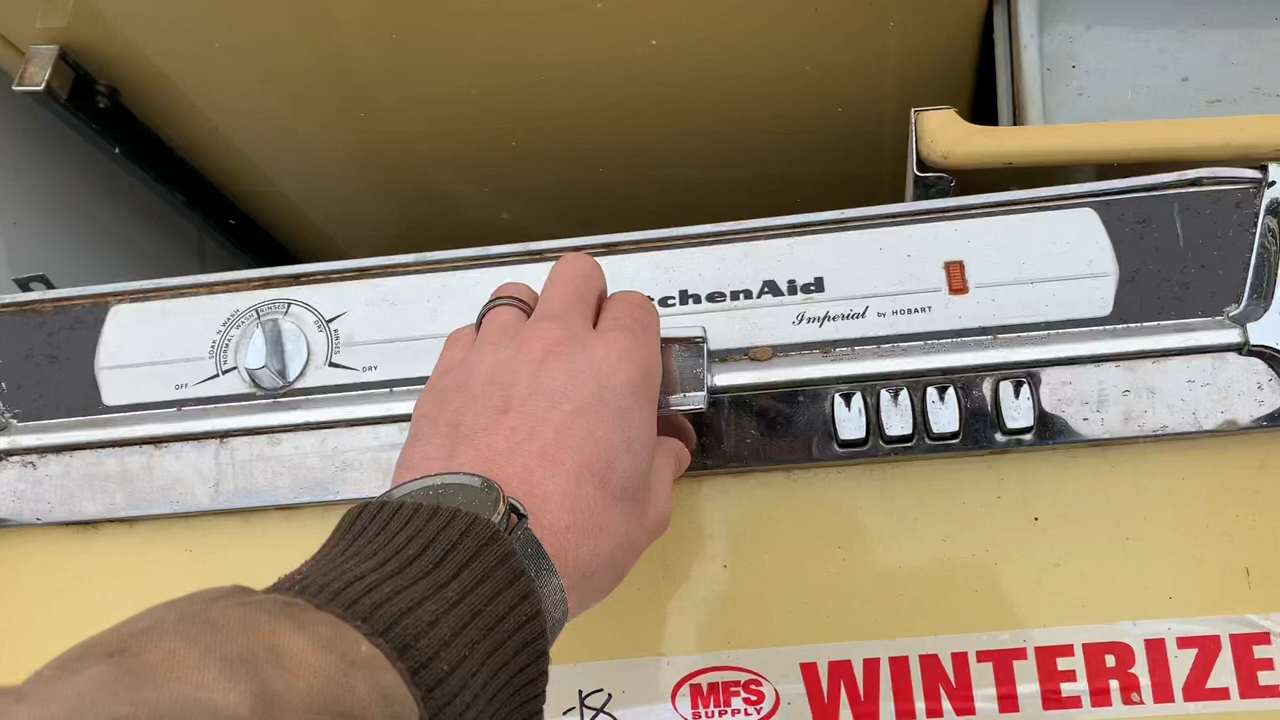 chenAid
Imperial by HOBART
SOAK N WASH
NORMAL WASH
RINSES
DRY
RINSES
OFF
DRY
MFS
SUPPLY
WINTERIZE